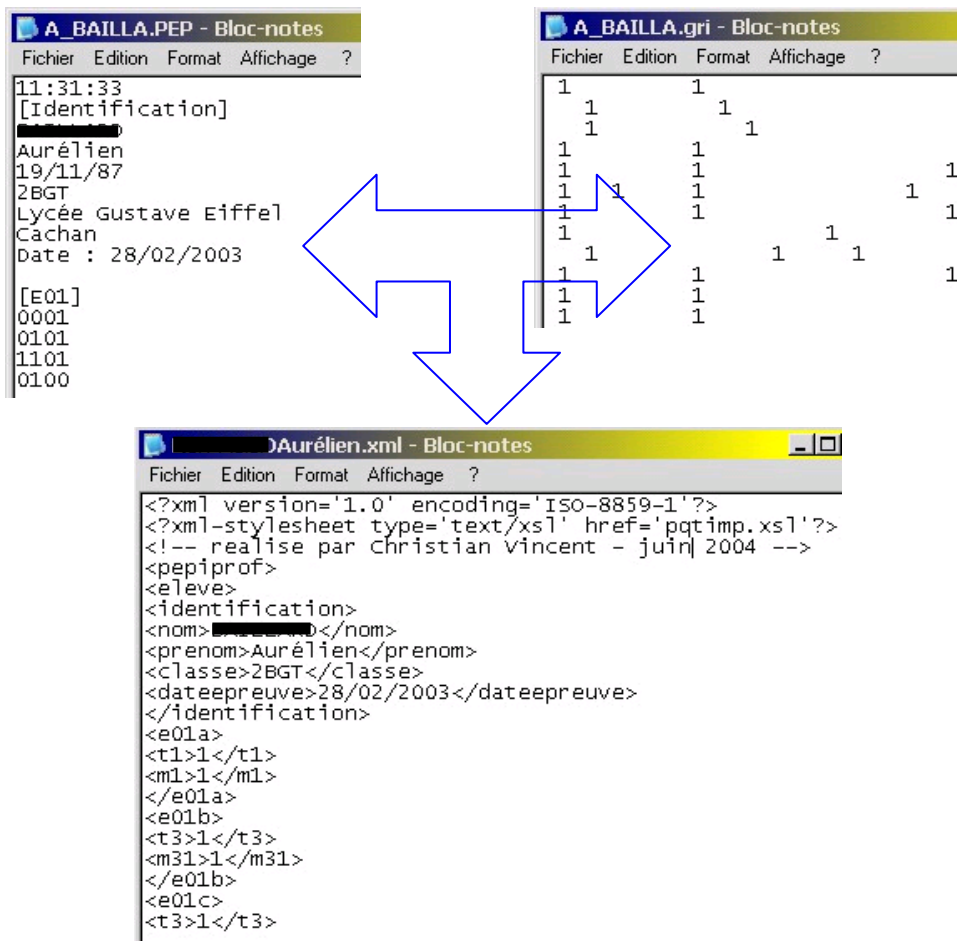 A_BAILLA.PEP - Bloc-notes
Fichier Edition Format Affichage ?
11:31:33
[Identification]
Aurélien
19/11/87
2BGT
Lycée Gustave Eiffel
Cachan
Date : 28/02/2003
[E01]
0001
0101
1101
0100
A_BAILLA.gri - Bloc-notes
Fichier Edition Format Affichage ?
1 1
1 1
1 1
1 1
1 1 1
1 1 1 1
1 1 1
1 1
1 1 1
1 1 1
1 1
1 1
Aurélien.xml - Bloc-notes
Fichier Edition Format Affichage ?
<?xml version='1.0' encoding='ISO-8859-1'?>
<?xml-stylesheet type='text/xsl' href='pqtimp.xsl'?>
<!-- realise par Christian Vincent - juin 2004 -->
<pepiprof>
<eleve>
<identification>
<nom></nom>
<prenom>Aurélien</prenom>
<classe>2BGT</classe>
<dateepreuve>28/02/2003</dateepreuve>
</identification>
<e01a>
<t1>1</t1>
<m1>1</m1>
</e01a>
<e01b>
<t3>1</t3>
<m31>1</m31>
</e01b>
<e01c>
<t3>1</t3>